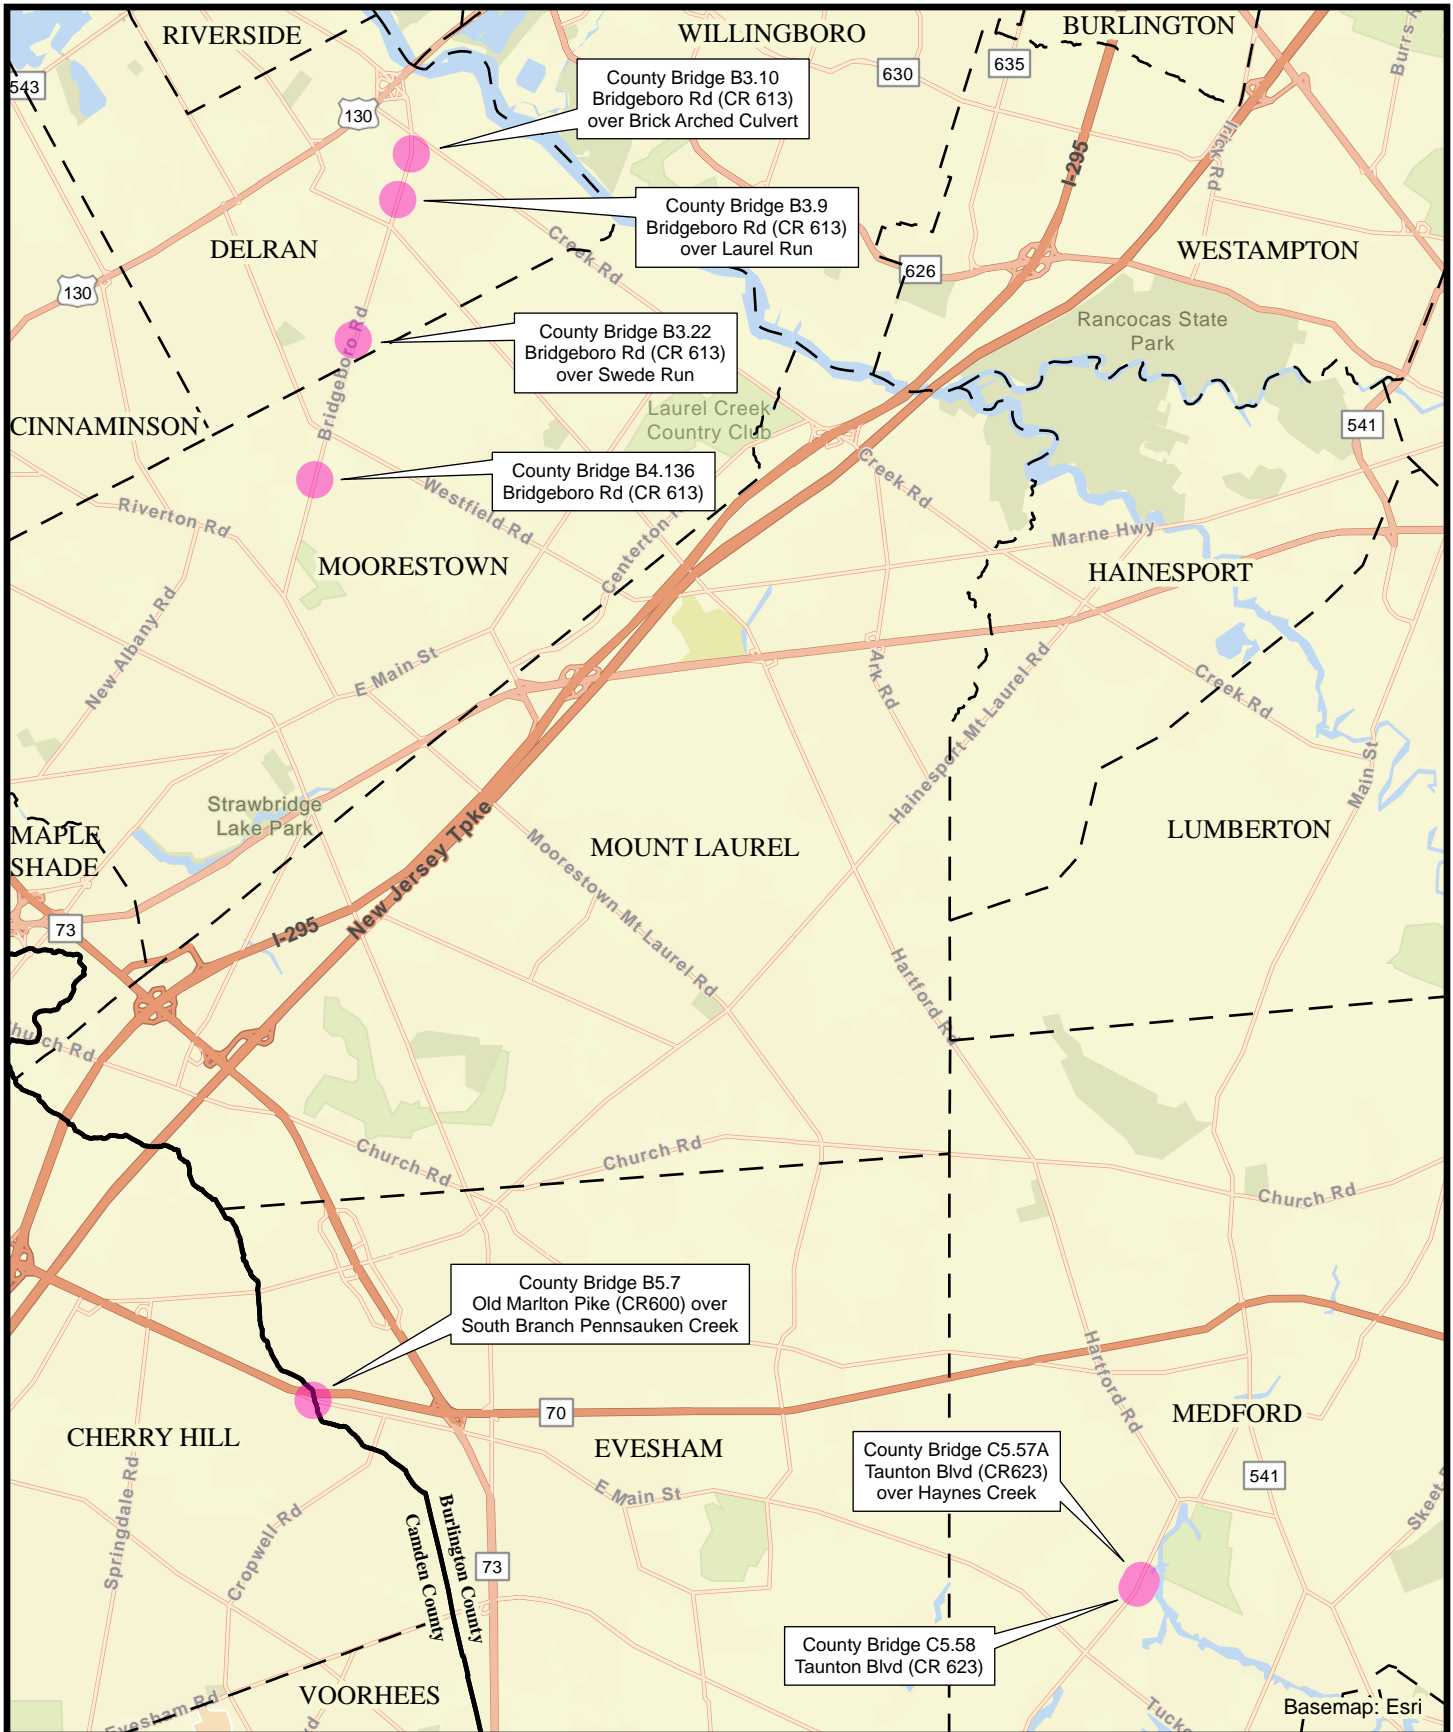 RIVERSIDE
WILLINGBORO
BURLINGTON
543
130
630
635
County Bridge B3.10
Bridgeboro Rd (CR 613)
over Brick Arched Culvert
Irick Rd
I-295
County Bridge B3.9
Bridgeboro Rd (CR 613)
over Laurel Run
DELRAN
Creek Rd
626
WESTAMPTON
130
Rancocas State
Park
County Bridge B3.22
Bridgeboro Rd (CR 613)
over Swede Run
Bridgeboro Rd
CINNAMINSON
Laurel Creek
Country Club
541
County Bridge B4.136
Bridgeboro Rd (CR 613)
Creek Rd
Riverton Rd
Westfield Rd
Centerton
Marne Hwy
MOORESTOWN
HAINESPORT
New Albany Rd
E Main St
Ark Rd
Hainesport Mt Laurel Rd
Creek Rd
Main St
Strawbridge
Lake Park
New Jersey Tpke
MAPLE
SHADE
MOUNT LAUREL
LUMBERTON
Moorestown Mt Laurel Rd
73
I-295
Hartford Rd
Church Rd
Church Rd
Church Rd
Church Rd
County Bridge B5.7
Old Marlton Pike (CR600) over
South Branch Pennsauken Creek
Hartford Rd
70
MEDFORD
CHERRY HILL
EVESHAM
County Bridge C5.57A
Taunton Blvd (CR623)
over Haynes Creek
541
E Main St
Springdale Rd
Cropwell Rd
Burlington County
Camden County
73
County Bridge C5.58
Taunton Blvd (CR 623)
VOORHEES
Evesham Rd
Basemap: Esri